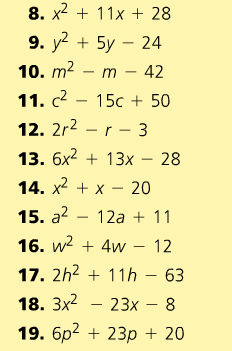 8. x² + 11x + 28
9. y² + 5y − 24
10. m² − m − 42
11. c² − 15c + 50
12. 2r² − r − 3
13. 6x² + 13x − 28
14. x² + x − 20
15. a² − 12a + 11
16. w² + 4w − 12
17. 2h² + 11h − 63
18. 3x² − 23x − 8
19. 6p² + 23p + 20